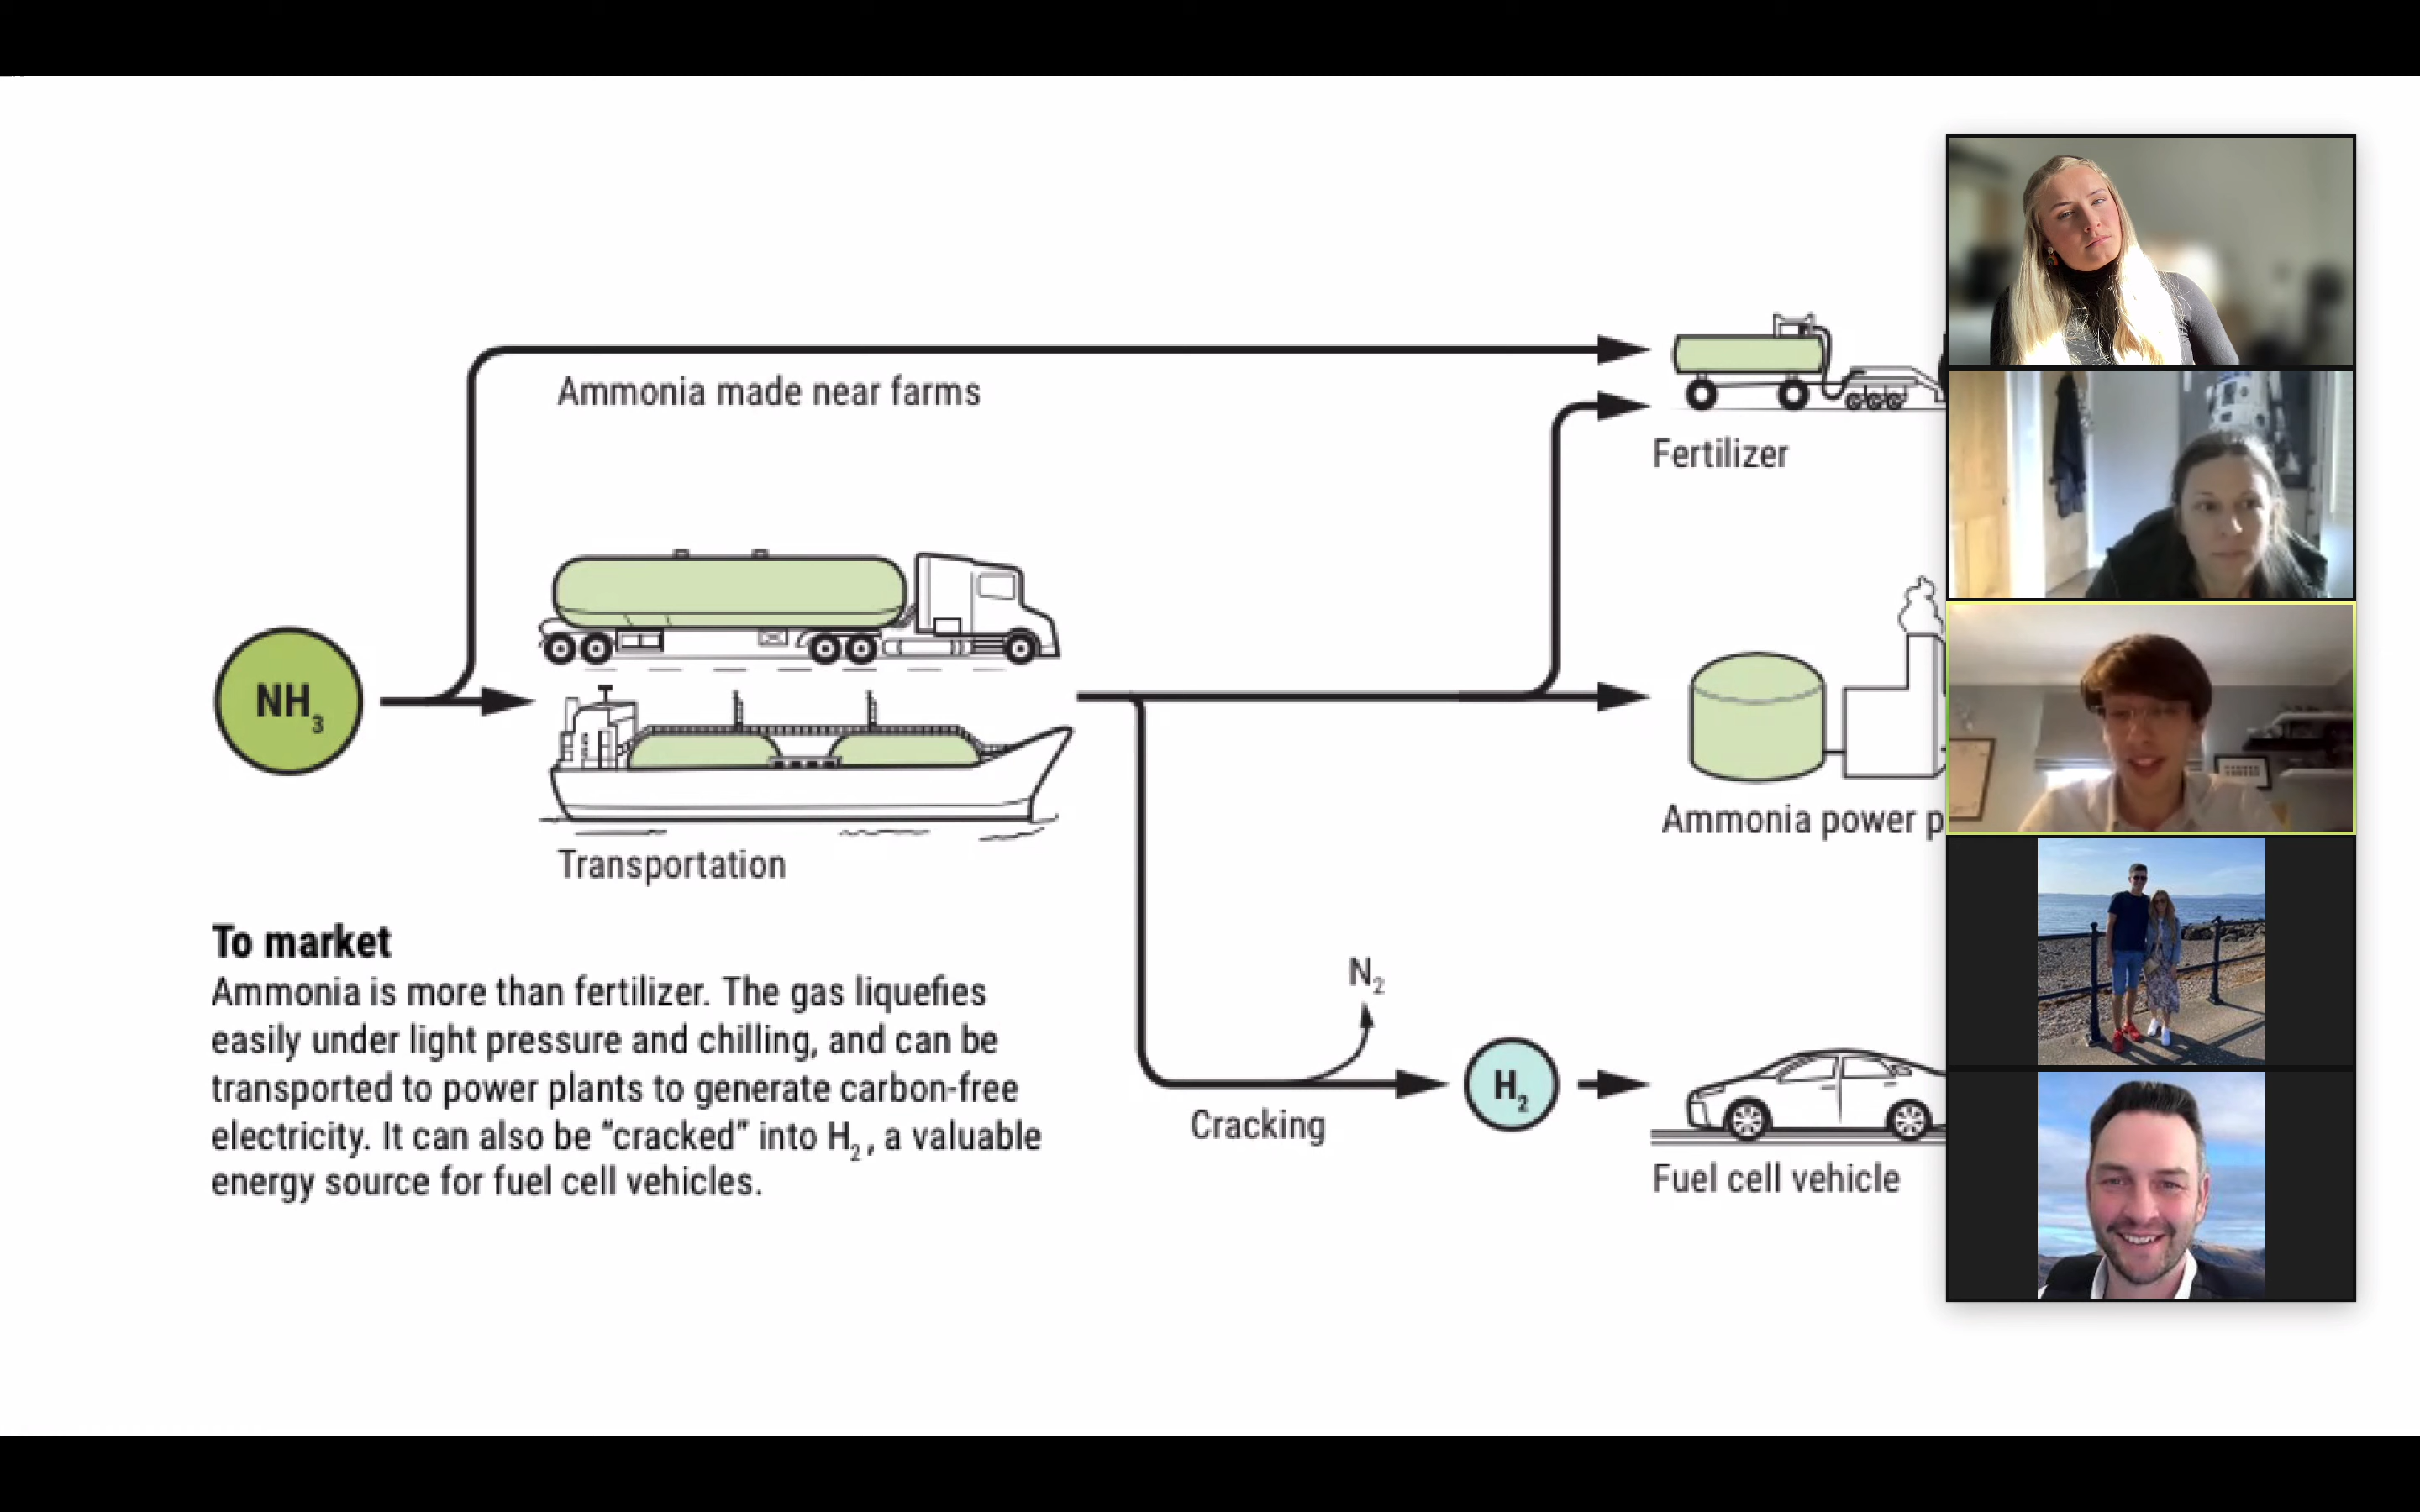 Ammonia made near farms
Fertilizer
NH₃
Transportation
Ammonia power p
To market
Ammonia is more than fertilizer. The gas liquefies
easily under light pressure and chilling, and can be
transported to power plants to generate carbon-free
electricity. It can also be “cracked” into H₂, a valuable
energy source for fuel cell vehicles.
N₂
Cracking
H₂
Fuel cell vehicle